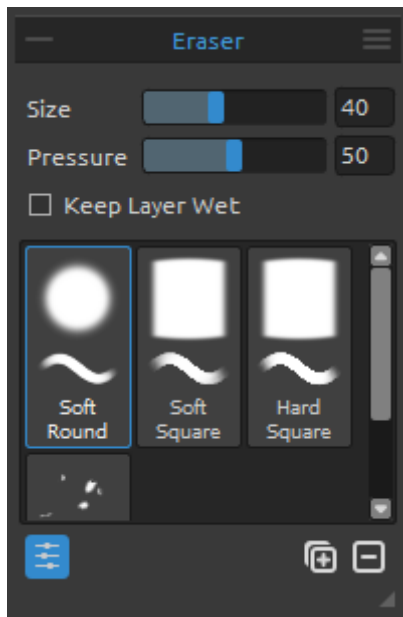 Eraser
Size 40
Pressure 50
Keep Layer Wet
Soft Round
Soft Square
Hard Square